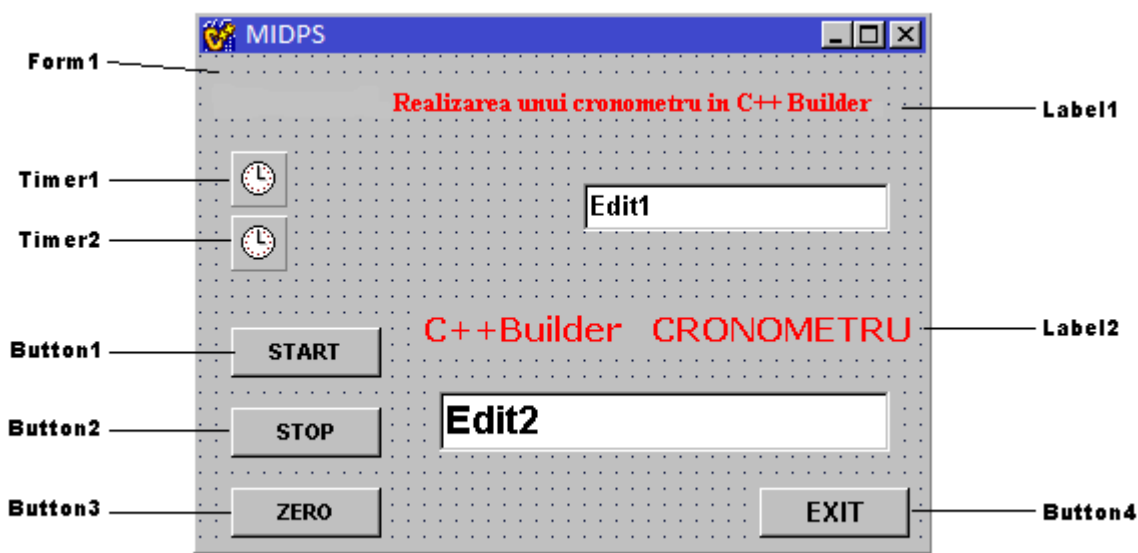 MIDPS
Form1
Realizarea unui cronometru in C++ Builder
Label1
Timer1
Edit1
Timer2
C++Builder CRONOMETRU
Label2
Button1
START
Edit2
Button2
STOP
Button3
ZERO
EXIT
Button4